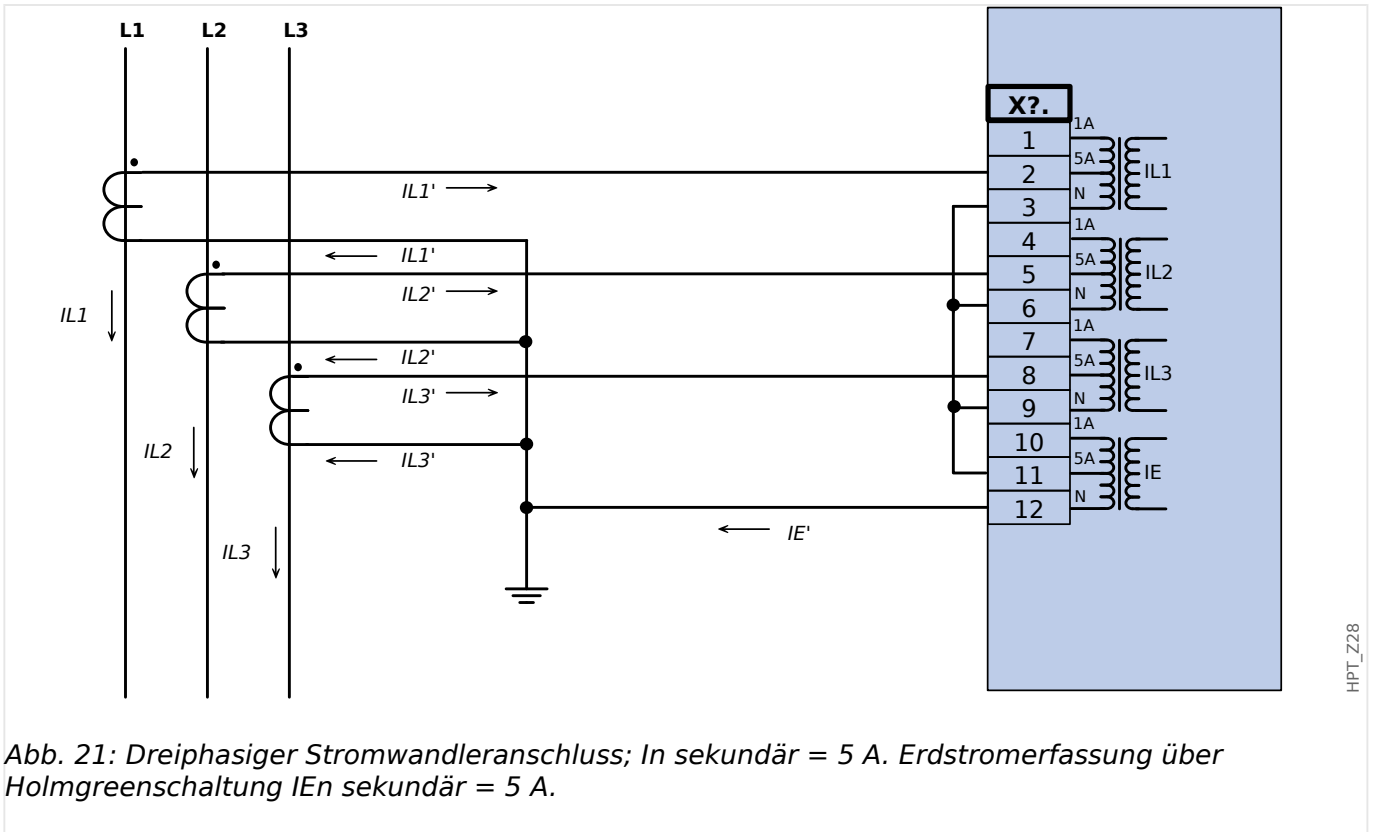 L1 L2 L3
X?.
1
2
3
4
5
6
7
8
9
10
11
12
1A
5A
N
IL1
1A
5A
N
IL2
1A
5A
N
IL3
1A
5A
N
IE
IL1'
IL1'
IL2'
IL1
IL2'
IL3'
IL2
IL3'
IE'
IL3
HPT_Z28
Abb. 21: Dreiphasiger Stromwandleranschluss; In sekundär = 5 A. Erdstromerfassung über
Holmgreenschaltung IEn sekundär = 5 A.